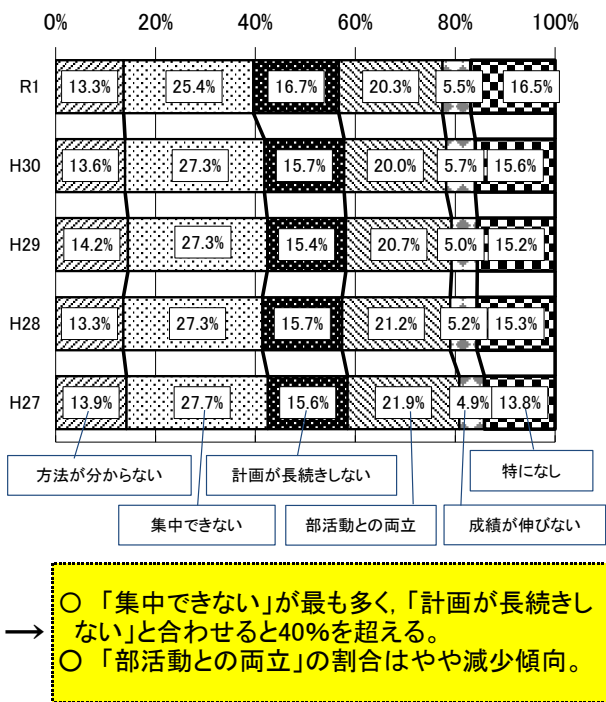 0% 20% 40% 60% 80% 100%
R1 13.3% 25.4% 16.7% 20.3% 5.5% 16.5%
H30 13.6% 27.3% 15.7% 20.0% 5.7% 15.6%
H29 14.2% 27.3% 15.4% 20.7% 5.0% 15.2%
H28 13.3% 27.3% 15.7% 21.2% 5.2% 15.3%
H27 13.9% 27.7% 15.6% 21.9% 4.9% 13.8%
方法が分からない 計画が長続きしない 特になし
集中できない 部活動との両立 成績が伸びない
→
○ 「集中できない」が最も多く，「計画が長続きし
ない」と合わせると40%を超える。
○ 「部活動との両立」の割合はやや減少傾向。